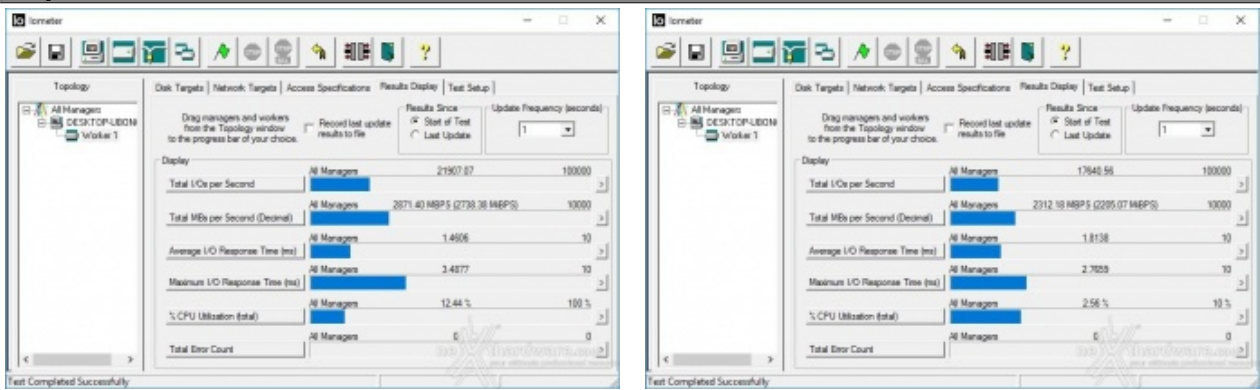 Iometer
Topology
All Managers
DESKTOP-UBON
Worker 1
Disk Targets
Network Targets
Access Specifications
Results Display
Test Setup
Drag managers and workers
from the Topology window
to the progress bar of your choice.
Record last update
results to file
Results Since
Start of Test
Last Update
Update Frequency (seconds)
1
Display
All Managers 21907.07 100000
Total I/Os per Second
All Managers 2871.40 MBPS (2738.38 MiBPS) 10000
Total MBs per Second (Decimal)
All Managers 1.4606 10
Average I/O Response Time (ms)
All Managers 3.4877 10
Maximum I/O Response Time (ms)
All Managers 12.44 % 100 %
% CPU Utilization (total)
All Managers 0 0
Total Error Count
Test Completed Successfully
Iometer
Topology
All Managers
DESKTOP-UBON
Worker 1
Disk Targets
Network Targets
Access Specifications
Results Display
Test Setup
Drag managers and workers
from the Topology window
to the progress bar of your choice.
Record last update
results to file
Results Since
Start of Test
Last Update
Update Frequency (seconds)
1
Display
All Managers 17640.56 100000
Total I/Os per Second
All Managers 2312.18 MBPS (2205.07 MiBPS) 10000
Total MBs per Second (Decimal)
All Managers 1.8138 10
Average I/O Response Time (ms)
All Managers 2.7659 10
Maximum I/O Response Time (ms)
All Managers 2.56 % 10 %
% CPU Utilization (total)
All Managers 0 0
Total Error Count
Test Completed Successfully